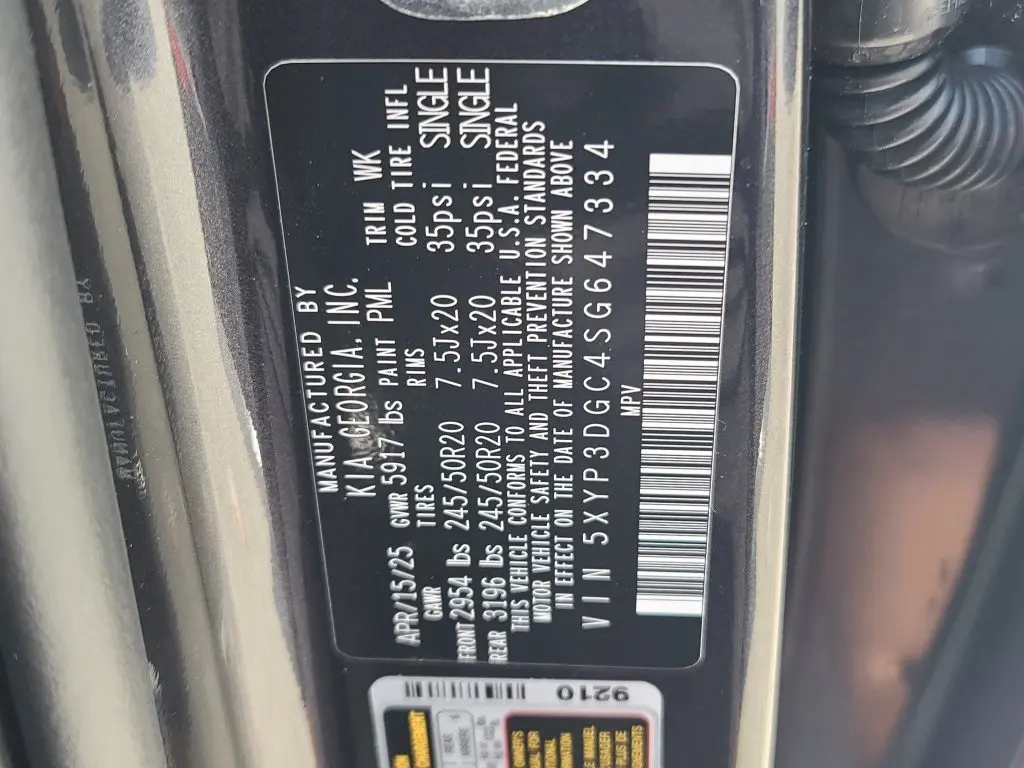 MANUFACTURED BY
KIA GEORGIA. INC.
APR/15/25 GVWR 5917 lbs PAINT PML TRIM WK
GAWR TIRES RIMS COLD TIRE INFL
FRONT 2954 lbs 245/50R20 7.5Jx20 35psi SINGLE
REAR 3196 lbs 245/50R20 7.5Jx20 35psi SINGLE
THIS VEHICLE CONFORMS TO ALL APPLICABLE U.S.A. FEDERAL
MOTOR VEHICLE SAFETY AND THEFT PREVENTION STANDARDS
IN EFFECT ON THE DATE OF MANUFACTURE SHOWN ABOVE
VIN 5XYP3DGC4SG647334
MPV
9210
REAR